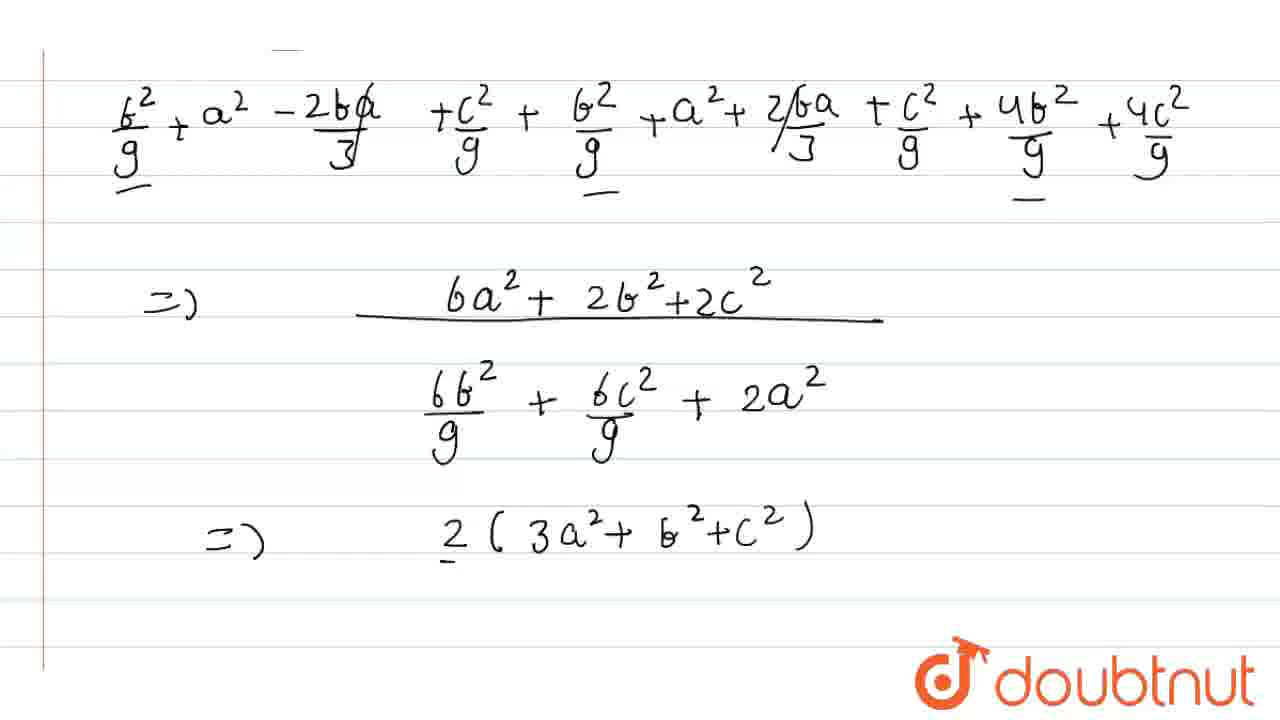 b²/9 + a² - 2ba/3 + c²/9 + b²/9 + a² + 2ba/3 + c²/9 + 4b²/9 + 4c²/9
=) 6a² + 2b² + 2c²
6b²/9 + 6c²/9 + 2a²
=) 2(3a² + b² + c²)
doubtnut